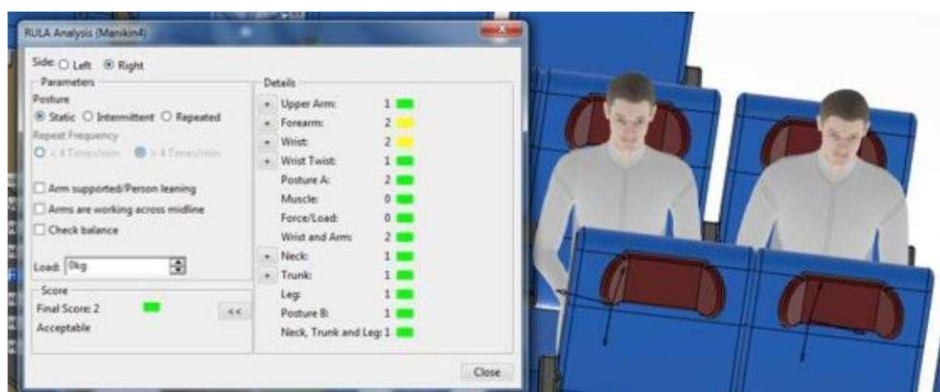 RULA Analysis (Manikin4)
Side: Left Right
Parameters
Posture
Static Intermittent Repeated
Repeat Frequency
< 4 Times/min > 4 Times/min
Arm supported/Person leaning
Arms are working across midline
Check balance
Load: 0kg
Score
Final Score: 2
<<
Acceptable
Details
+ Upper Arm: 1
+ Forearm: 2
+ Wrist: 2
+ Wrist Twist: 1
Posture A: 2
Muscle: 0
Force/Load: 0
Wrist and Arm: 2
+ Neck: 1
+ Trunk: 1
Leg: 1
Posture B: 1
Neck, Trunk and Leg: 1
Close